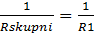 1/Rskupni = 1/R1